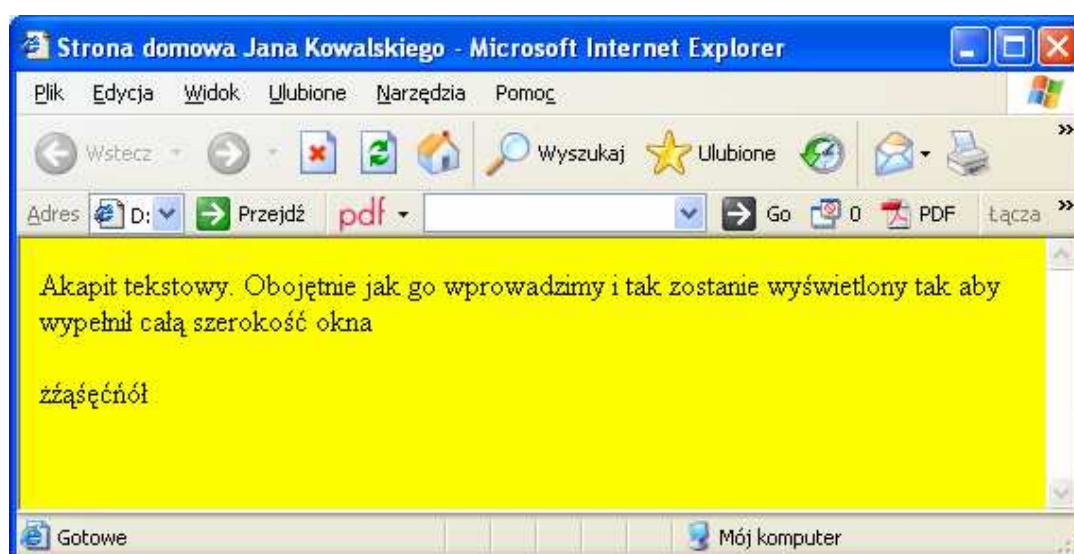 Strona domowa Jana Kowalskiego - Microsoft Internet Explorer
Plik Edycja Widok Ulubione Narzędzia Pomoc
Wstecz Wyszukaj Ulubione »
Adres D: Przejdź pdf Go 0 PDF Łącza »
Akapit tekstowy. Obojętnie jak go wprowadzimy i tak zostanie wyświetlony tak aby
wypełnił całą szerokość okna
żźąśęćńół
Gotowe Mój komputer